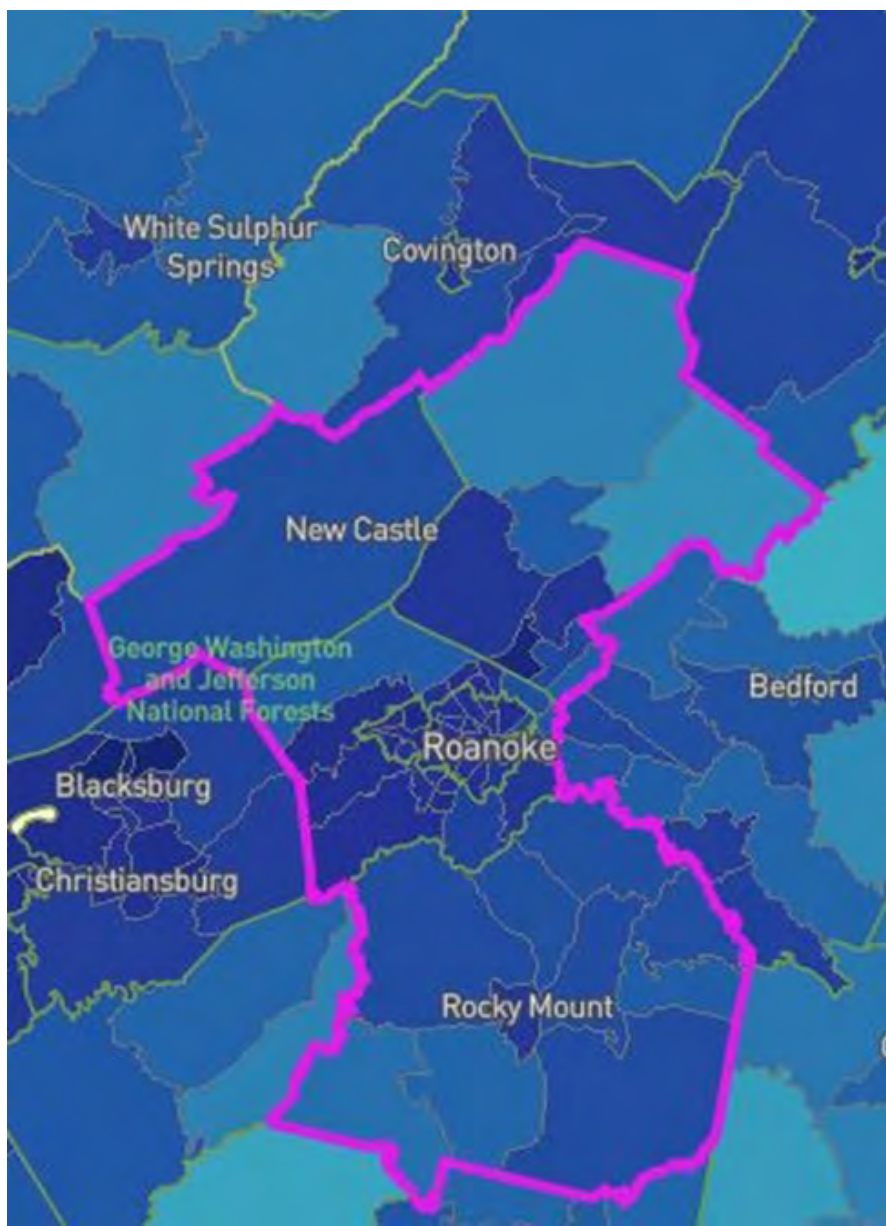 White Sulphur
Springs
Covington
New Castle
George Washington
and Jefferson
National Forests
Bedford
Roanoke
Blacksburg
Christiansburg
Rocky Mount